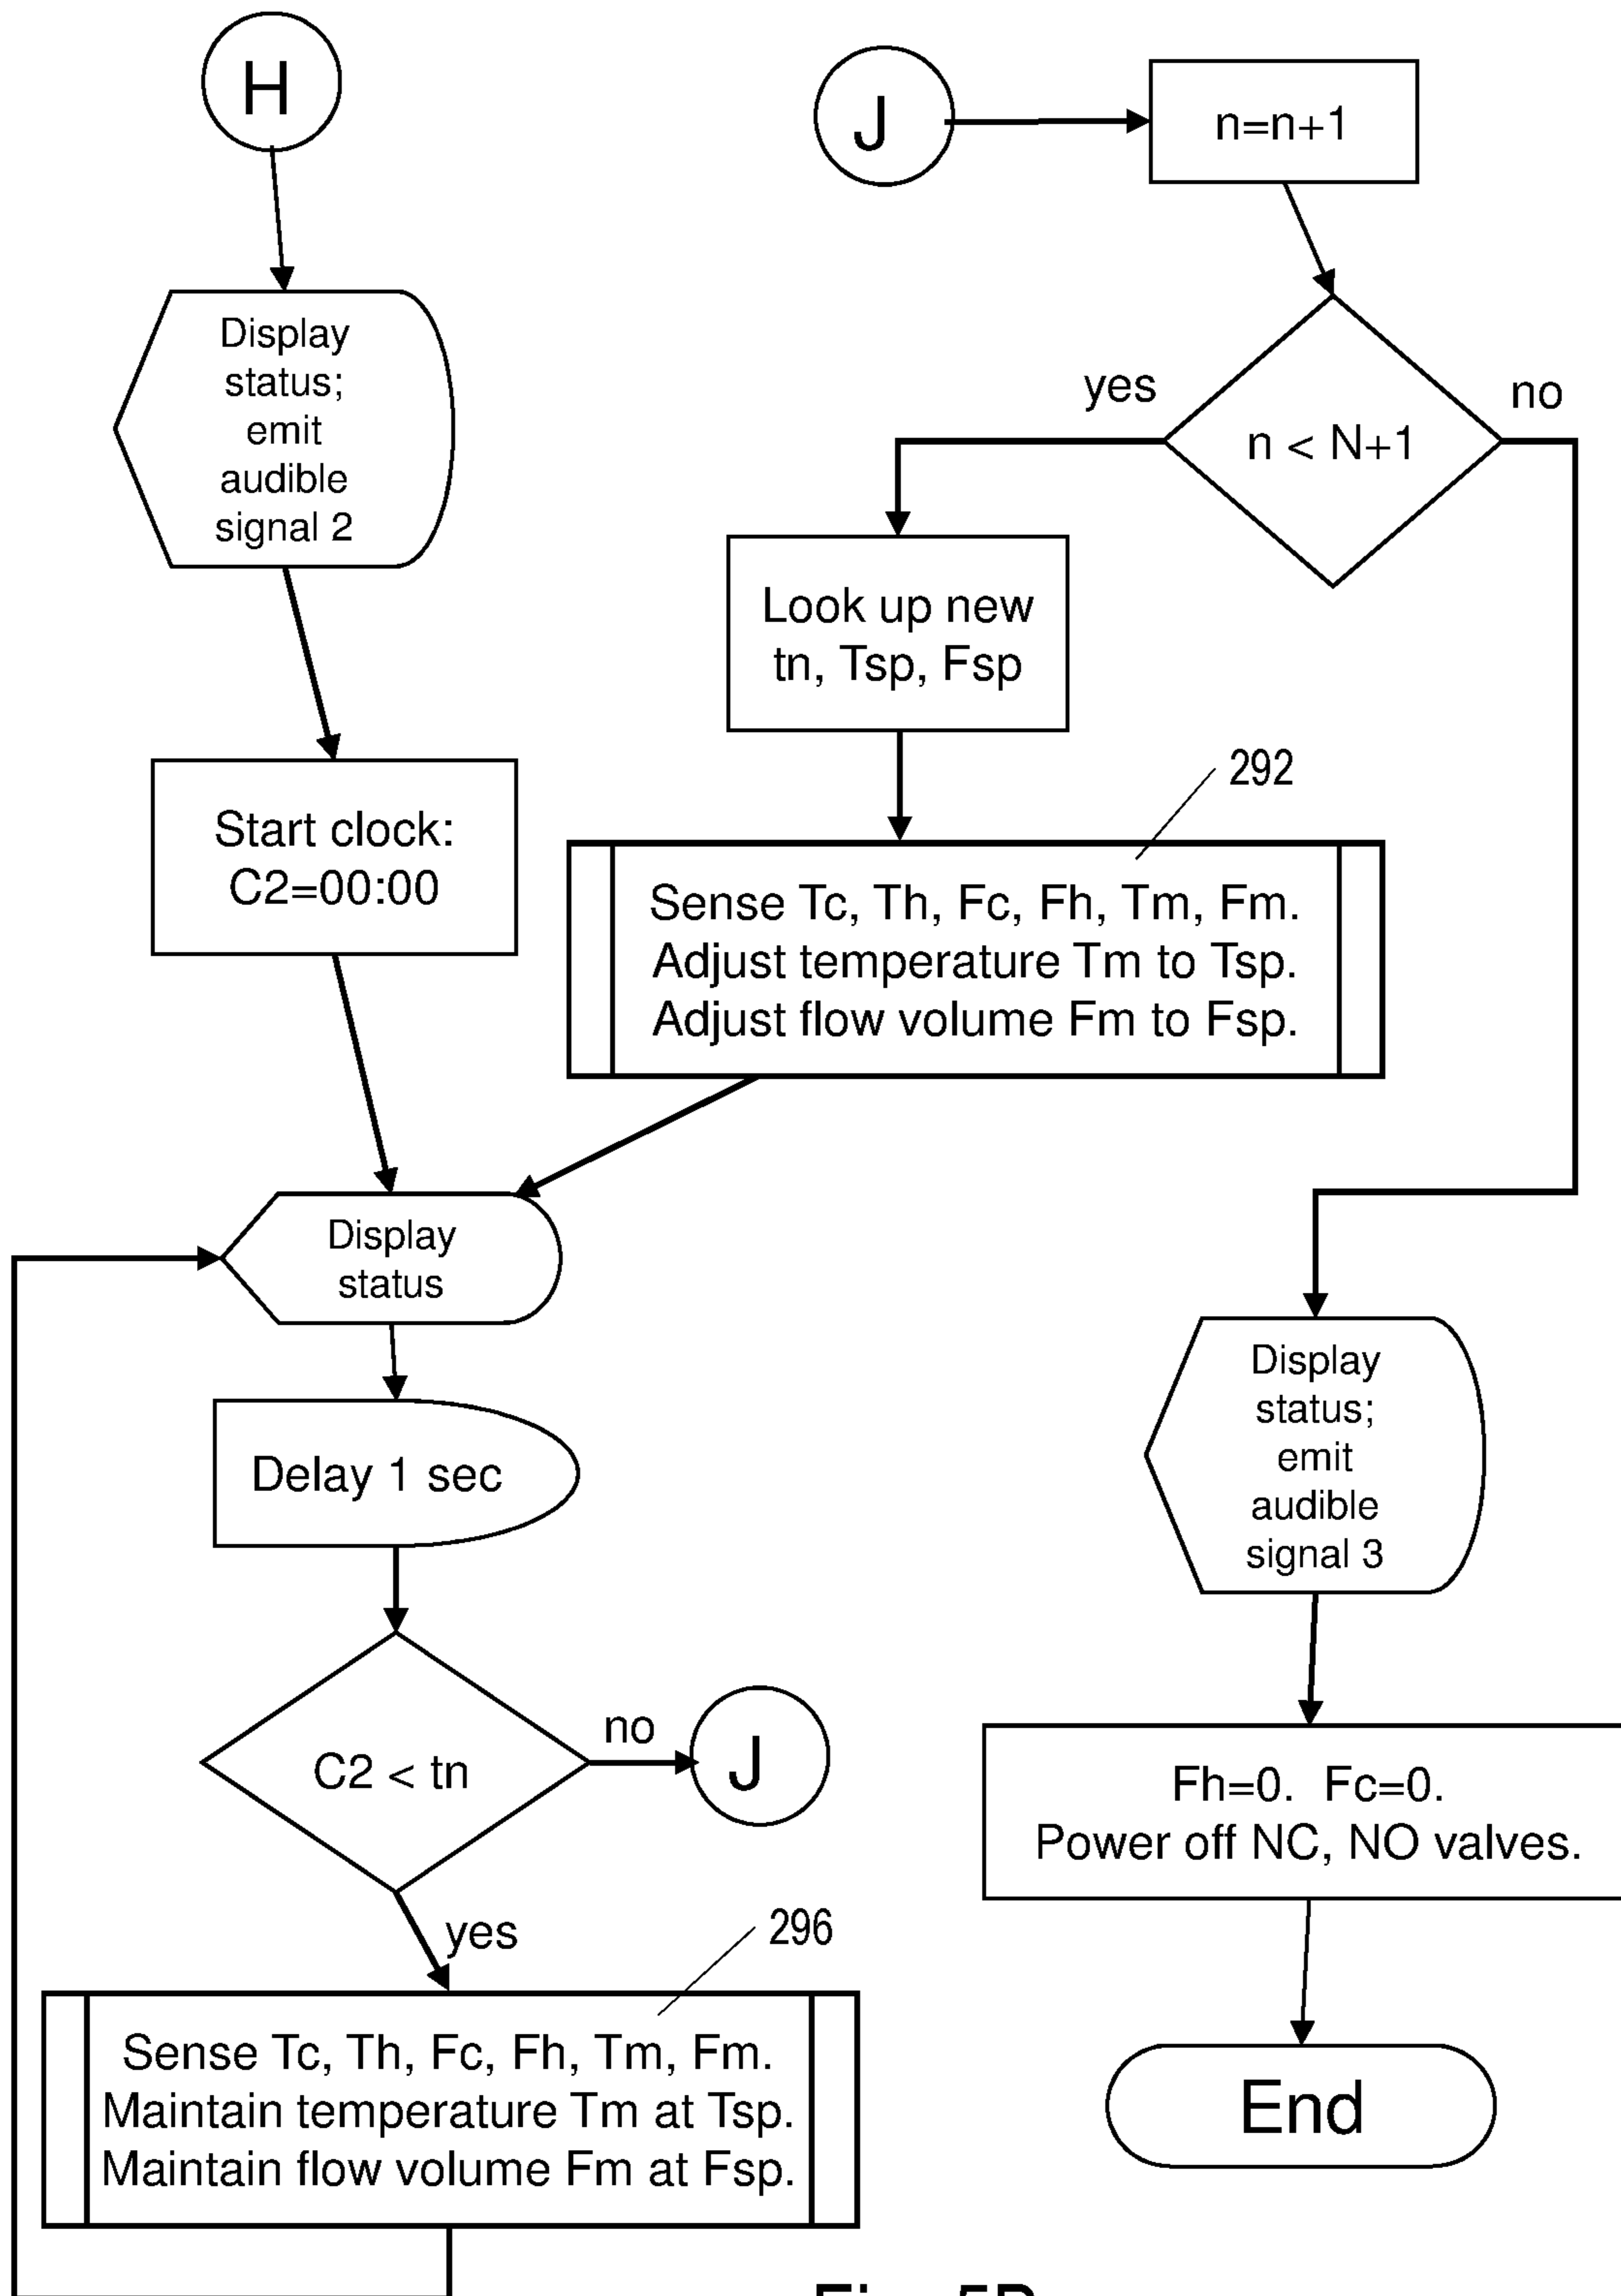 H
Display
status;
emit
audible
signal 2
Start clock:
C2=00:00
Display
status
Delay 1 sec
C2 < tn
no
J
yes
296
Sense Tc, Th, Fc, Fh, Tm, Fm.
Maintain temperature Tm at Tsp.
Maintain flow volume Fm at Fsp.
J
n=n+1
n < N+1
yes
no
Look up new
tn, Tsp, Fsp
292
Sense Tc, Th, Fc, Fh, Tm, Fm.
Adjust temperature Tm to Tsp.
Adjust flow volume Fm to Fsp.
Display
status;
emit
audible
signal 3
Fh=0. Fc=0.
Power off NC, NO valves.
End